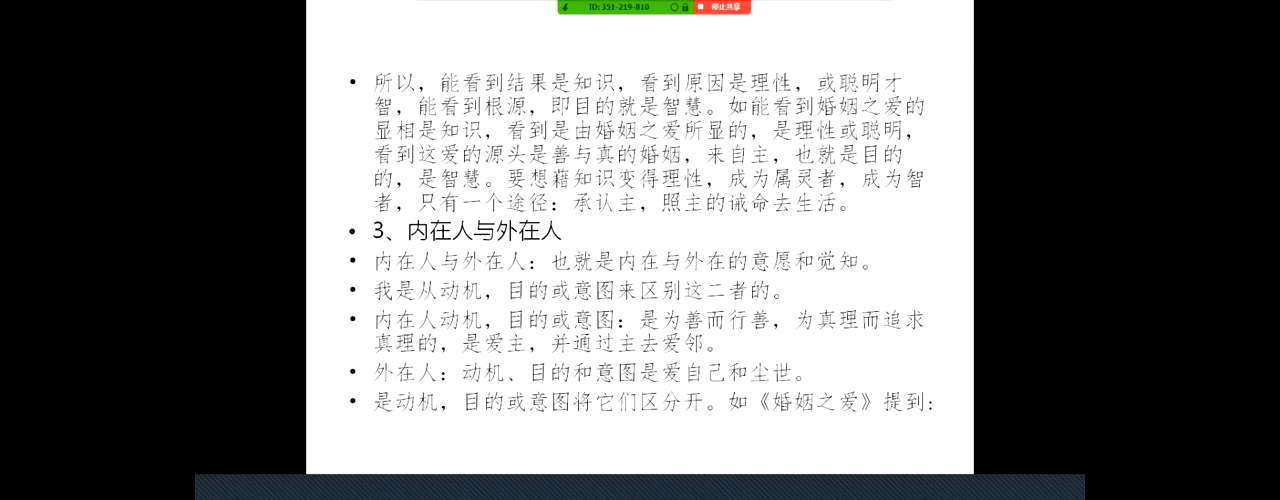 ID: 351-219-810 停止共享
• 所以，能看到结果是知识，看到原因是理性，或聪明才
智，能看到根源，即目的就是智慧。如能看到婚姻之爱的
显相是知识，看到是由婚姻之爱所显的，是理性或聪明，
看到这爱的源头是善与真的婚姻，来自主，也就是目的
的，是智慧。要想藉知识变得理性，成为属灵者，成为智
者，只有一个途径：承认主，照主的诫命去生活。
• 3、内在人与外在人
• 内在人与外在人：也就是内在与外在的意愿和觉知。
• 我是从动机，目的或意图来区别这二者的。
• 内在人动机，目的或意图：是为善而行善，为真理而追求
真理的，是爱主，并通过主去爱邻。
• 外在人：动机、目的和意图是爱自己和尘世。
• 是动机，目的或意图将它们区分开。如《婚姻之爱》提到：